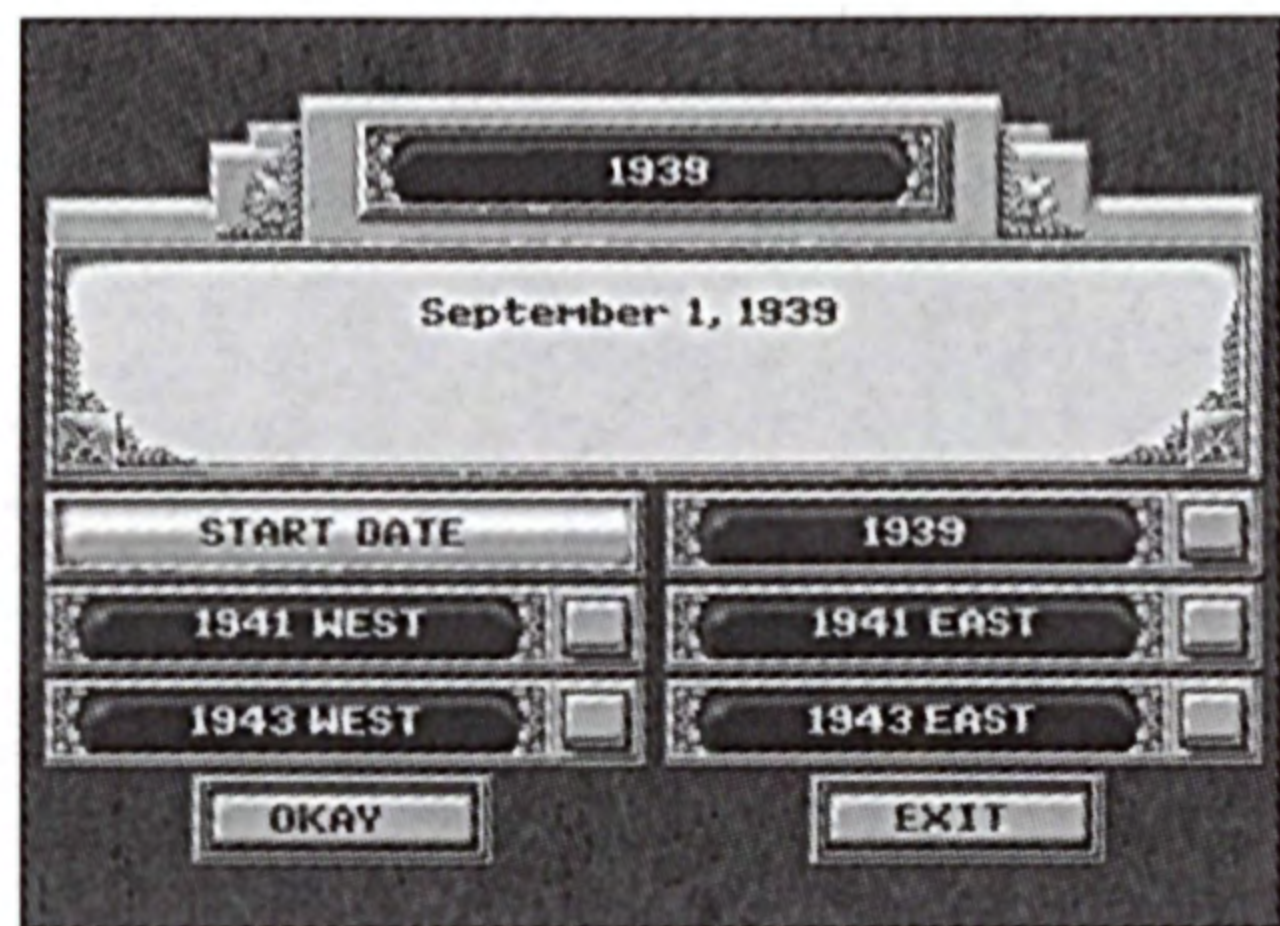 1939
September 1, 1939
START DATE
1939
1941 WEST
1941 EAST
1943 WEST
1943 EAST
OKAY
EXIT